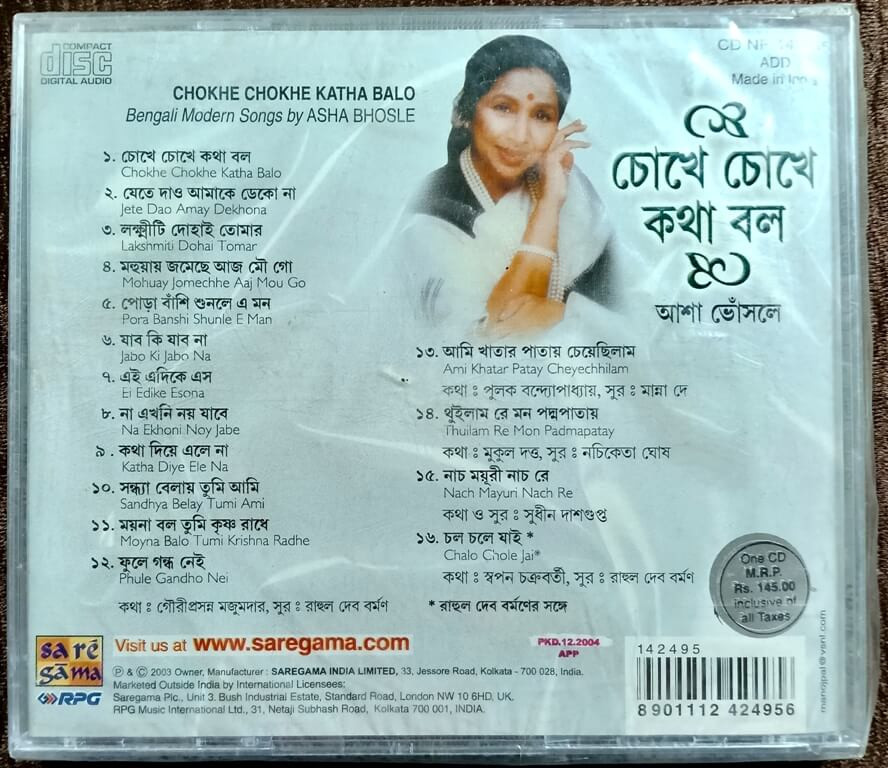 COMPACT
disc
DIGITAL AUDIO
CHOKHE CHOKHE KATHA BALO
Bengali Modern Songs by ASHA BHOSLE
১. চোখে চোখে কথা বল
Chokhe Chokhe Katha Balo
২. যেতে দাও আমাকে ডেকো না
Jete Dao Amay Dekhona
৩. লক্ষ্মীটি দোহাই তোমার
Lakshmiti Dohai Tomar
৪. মহুয়ায় জমেছে আজ মৌ গো
Mohuay Jomechhe Aaj Mou Go
৫. পোড়া বাঁশি শুনলে এ মন
Pora Banshi Shunle E Man
৬. যাব কি যাব না
Jabo Ki Jabo Na
৭. এই এদিকে এস
Ei Edike Esona
৮. না এখনি নয় যাবে
Na Ekhoni Noy Jabe
৯. কথা দিয়ে এলে না
Katha Diye Ele Na
১০. সন্ধ্যা বেলায় তুমি আমি
Sandhya Belay Tumi Ami
১১. ময়না বল তুমি কৃষ্ণ রাধে
Moyna Balo Tumi Krishna Radhe
১২. ফুলে গন্ধ নেই
Phule Gandho Nei
কথা ঃ গৌরীপ্রসন্ন মজুমদার, সুর ঃ রাহুল দেব বর্মণ
CD NF
ADD
Made in
চোখে চোখে
কথা বল
আশা ভোঁসলে
১৩. আমি খাতার পাতায় চেয়েছিলাম
Ami Khatar Patay Cheyechhilam
কথা ঃ পুলক বন্দ্যোপাধ্যায়, সুর ঃ মান্না দে
১৪. থুইলাম রে মন পদ্মপাতায়
Thuilam Re Mon Padmapatay
কথা ঃ মুকুল দত্ত, সুর ঃ নচিকেতা ঘোষ
১৫. নাচ ময়ূরী নাচ রে
Nach Mayuri Nach Re
কথা ও সুর ঃ সুধীন দাশগুপ্ত
১৬. চল চলে যাই *
Chalo Chole Jai*
কথা ঃ স্বপন চক্রবর্তী, সুর ঃ রাহুল দেব বর্মণ
* রাহুল দেব বর্মণের সঙ্গে
One CD
M.R.P.
Rs. 145.00
inclusive of
all Taxes
sa rē
gāma
RPG
Visit us at www.saregama.com
PKD.12.2004
APP
℗ & © 2003 Owner, Manufacturer : SAREGAMA INDIA LIMITED, 33, Jessore Road, Kolkata - 700 028, India.
Marketed Outside India by International Licensees:
Saregama Plc., Unit 3, Bush Industrial Estate, Standard Road, London NW 10 6HD, UK.
RPG Music International Ltd., 31, Netaji Subhash Road, Kolkata 700 001, INDIA.
142495
8901112 424956
manojpal@vsnl.com